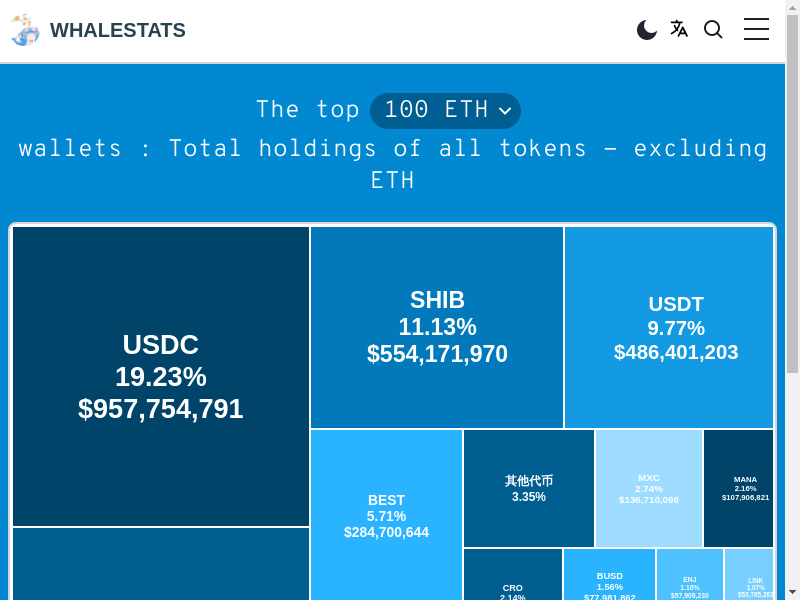 WHALESTATS
The top 100 ETH
wallets : Total holdings of all tokens – excluding
ETH
USDC
19.23%
$957,754,791
SHIB
11.13%
$554,171,970
USDT
9.77%
$486,401,203
BEST
5.71%
$284,700,644
其他代币
3.35%
MXC
2.74%
$136,710,096
MANA
2.16%
$107,906,821
CRO
2.14%
BUSD
1.56%
$77,981,862
ENJ
1.16%
$57,909,230
LINK
1.07%